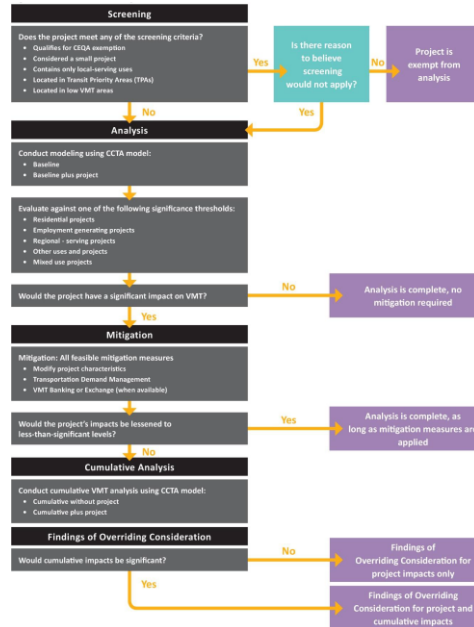 Screening
Does the project meet any of the screening criteria?
• Qualifies for CEQA exemption
• Considered a small project
• Contains only local-serving uses
• Located in Transit Priority Areas (TPAs)
• Located in low VMT areas
Yes
Is there reason
to believe
screening
would not apply?
No
Project is
exempt from
analysis
No
Yes
Analysis
Conduct modeling using CCTA model:
• Baseline
• Baseline plus project
Evaluate against one of the following significance thresholds:
• Residential projects
• Employment generating projects
• Regional - serving projects
• Other uses and projects
• Mixed use projects
Would the project have a significant impact on VMT?
No
Analysis is complete, no
mitigation required
Yes
Mitigation
Mitigation: All feasible mitigation measures
• Modify project characteristics
• Transportation Demand Management
• VMT Banking or Exchange (when available)
Would the project's impacts be lessened to
less-than-significant levels?
Yes
Analysis is complete, as
long as mitigation measures are
applied
No
Cumulative Analysis
Conduct cumulative VMT analysis using CCTA model:
• Cumulative without project
• Cumulative plus project
Findings of Overriding Consideration
Would cumulative impacts be significant?
No
Findings of
Overriding Consideration for
project impacts only
Yes
Findings of Overriding
Consideration for project and
cumulative impacts